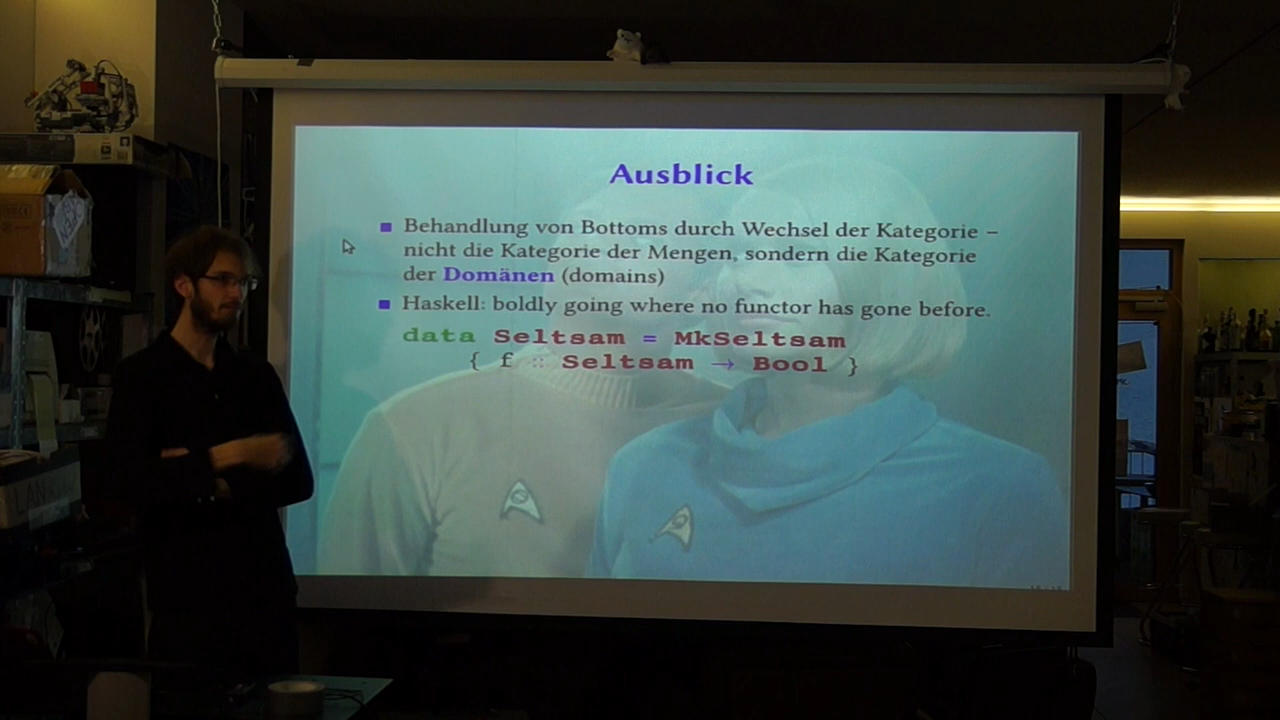 Ausblick
Behandlung von Bottoms durch Wechsel der Kategorie –
nicht die Kategorie der Mengen, sondern die Kategorie
der Domänen (domains)
Haskell: boldly going where no functor has gone before.
data Seltsam = MkSeltsam
{ f :: Seltsam → Bool }
LAN